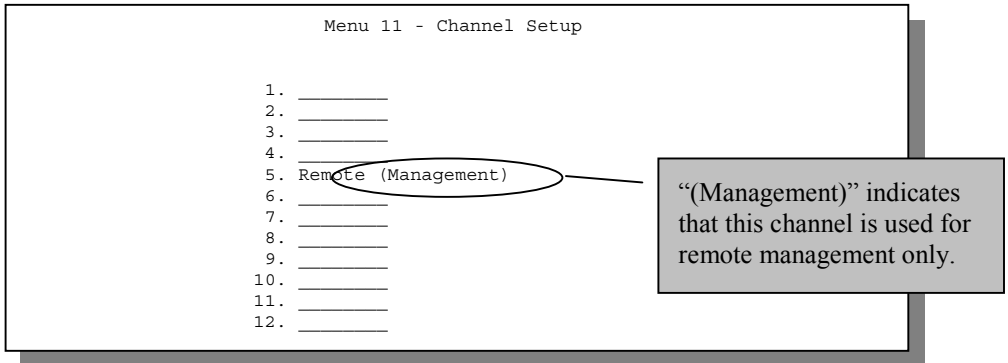 Menu 11 - Channel Setup
1. ________
2. ________
3. ________
4. ________
5. Remote (Management)
6. ________
7. ________
8. ________
9. ________
10. ________
11. ________
12. ________
“(Management)” indicates
that this channel is used for
remote management only.